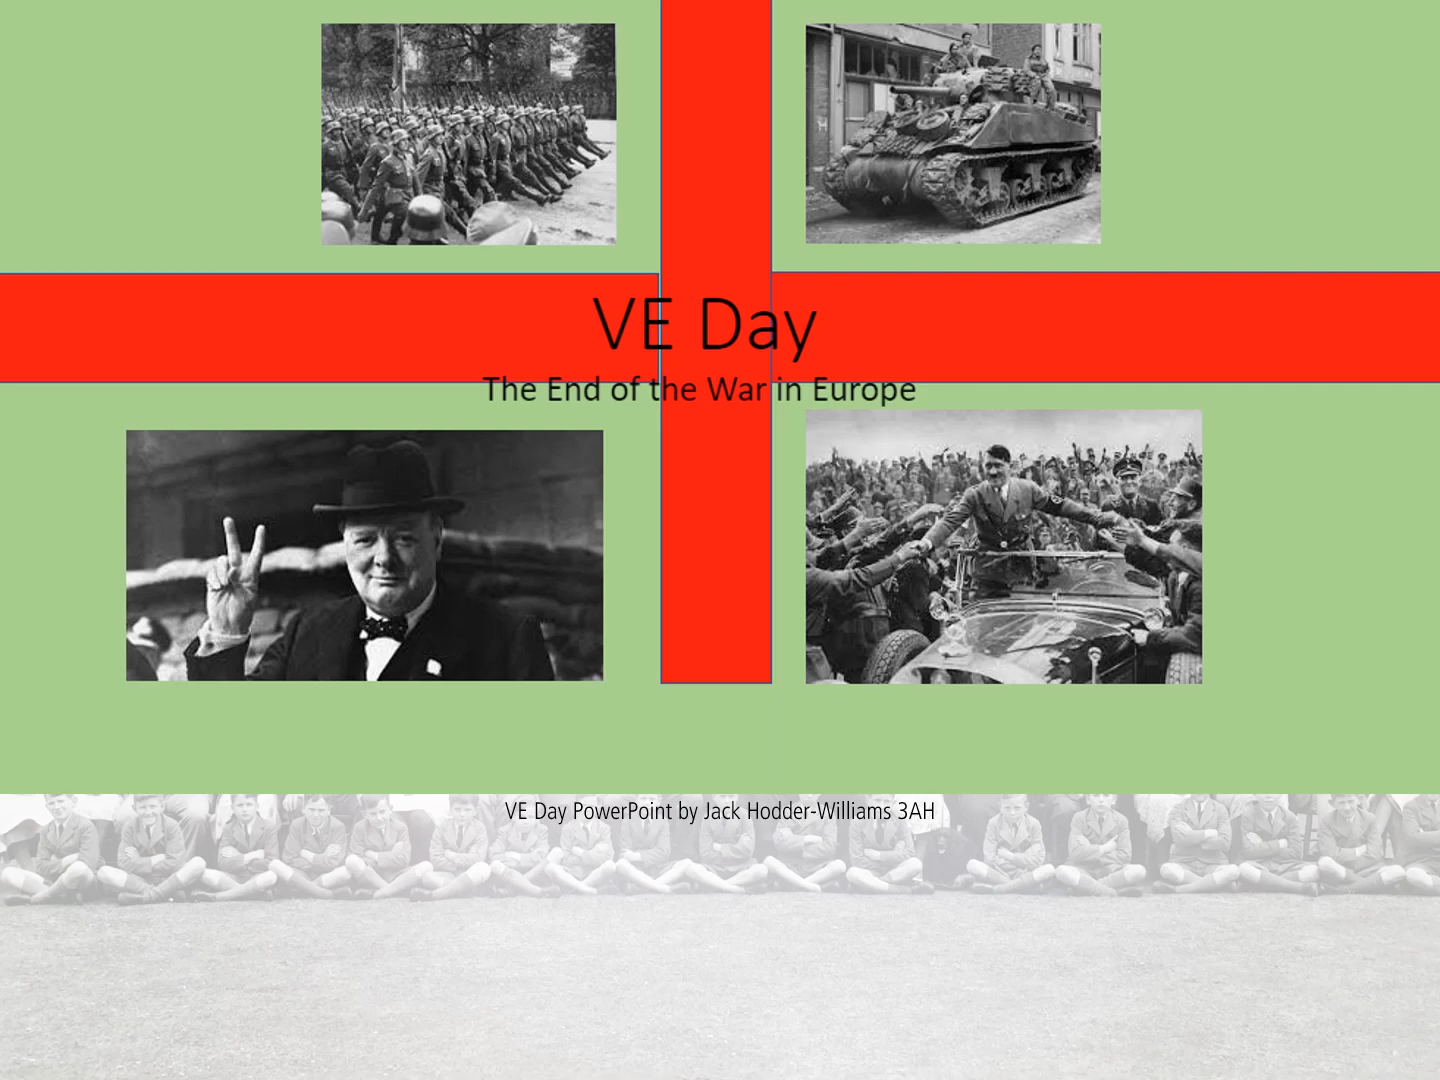 VE Day
The End of the War in Europe
VE Day PowerPoint by Jack Hodder-Williams 3AH